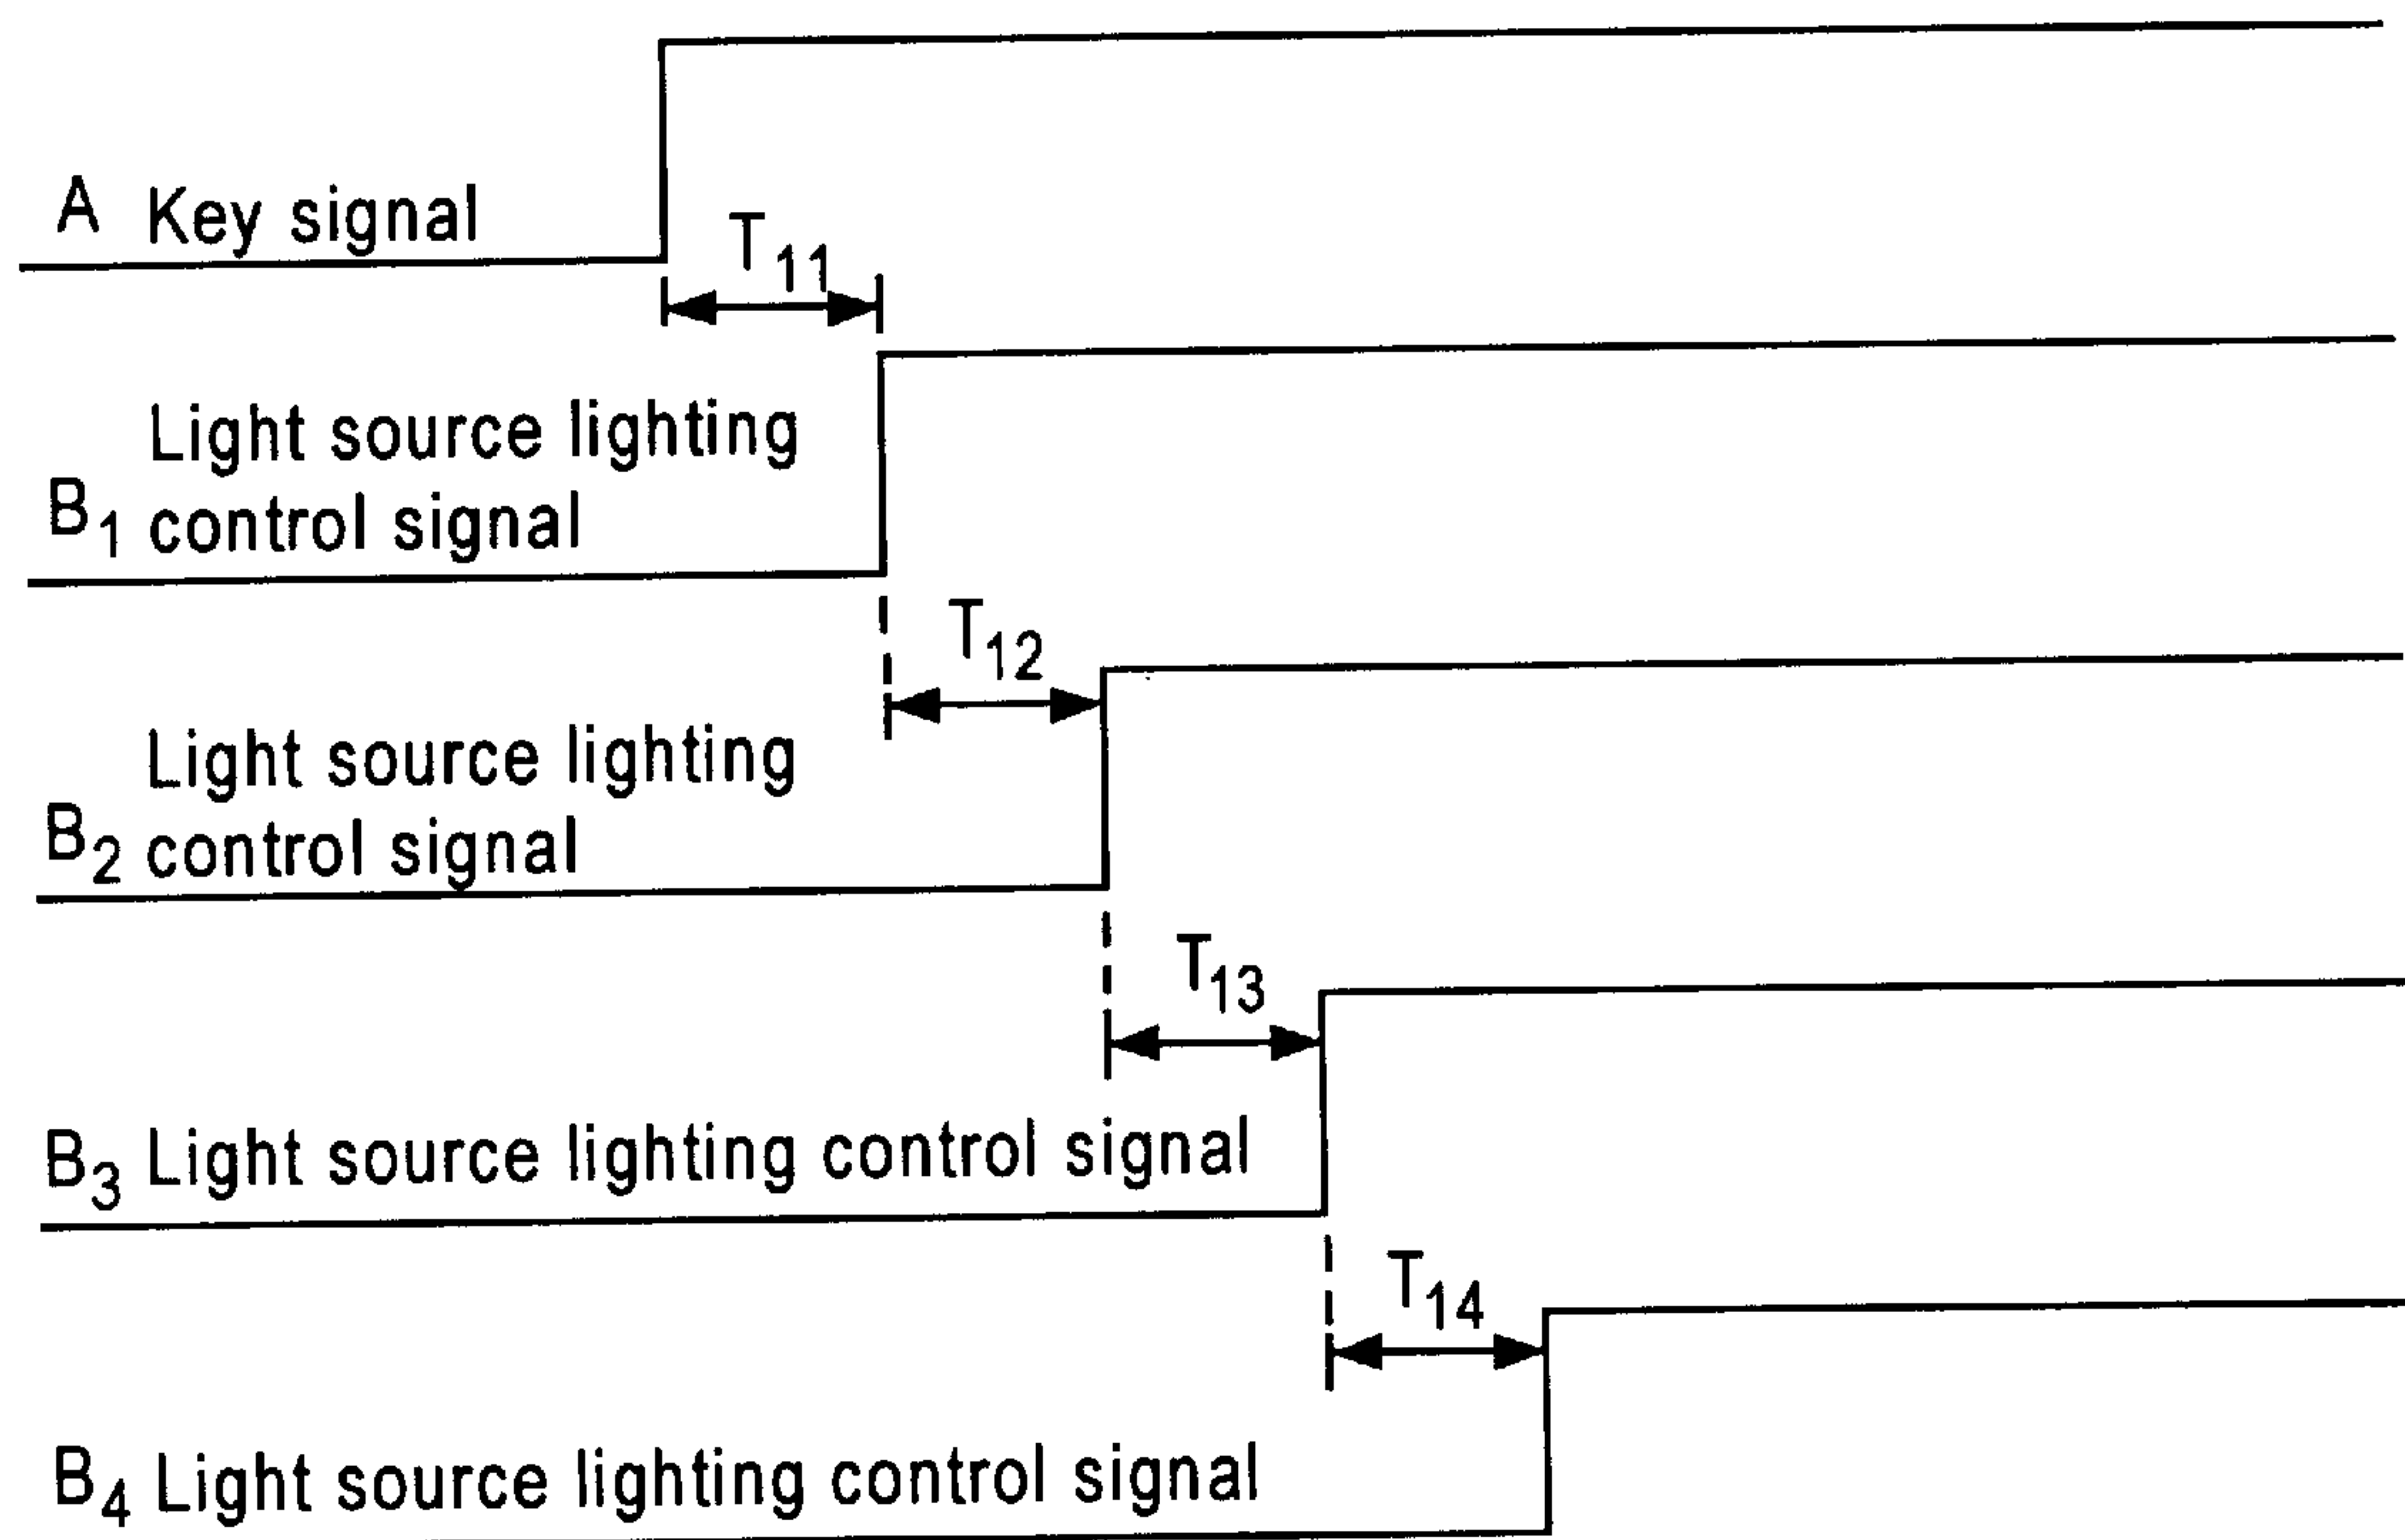 A Key signal
T11
Light source lighting
B1 control signal
T12
Light source lighting
B2 control signal
T13
B3 Light source lighting control signal
T14
B4 Light source lighting control signal